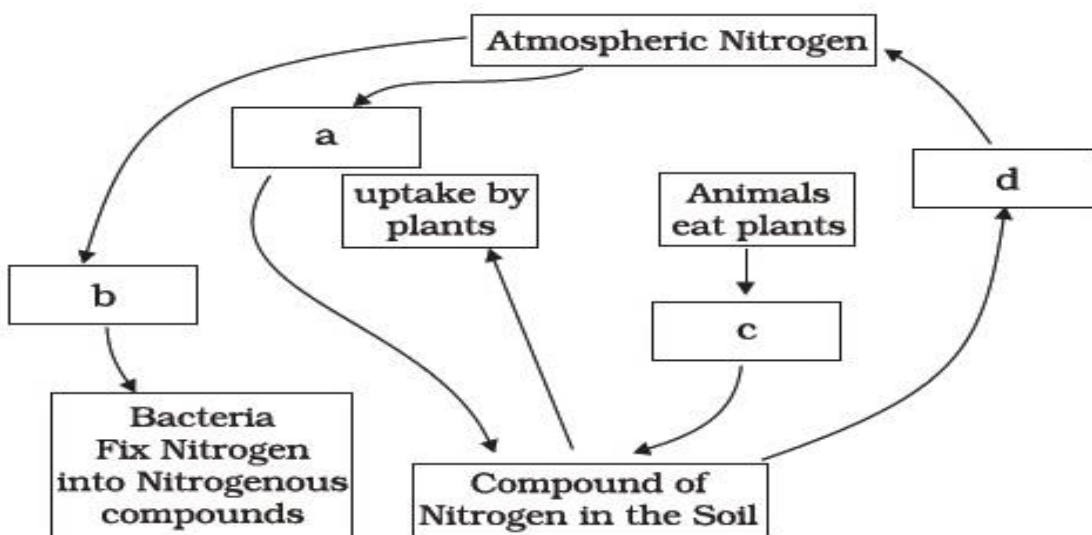 Atmospheric Nitrogen
a
uptake by
plants
Animals
eat plants
d
b
c
Bacteria
Fix Nitrogen
into Nitrogenous
compounds
Compound of
Nitrogen in the Soil